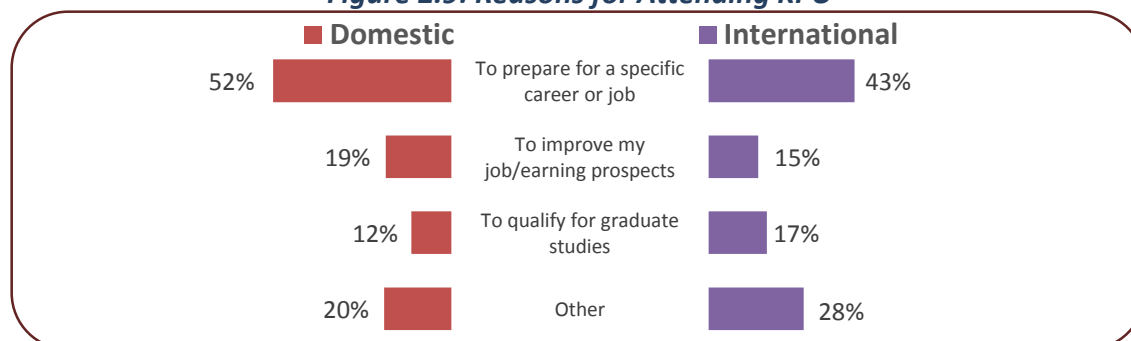 Domestic
International
52%
To prepare for a specific
career or job
43%
19%
To improve my
job/earning prospects
15%
12%
To qualify for graduate
studies
17%
20%
Other
28%